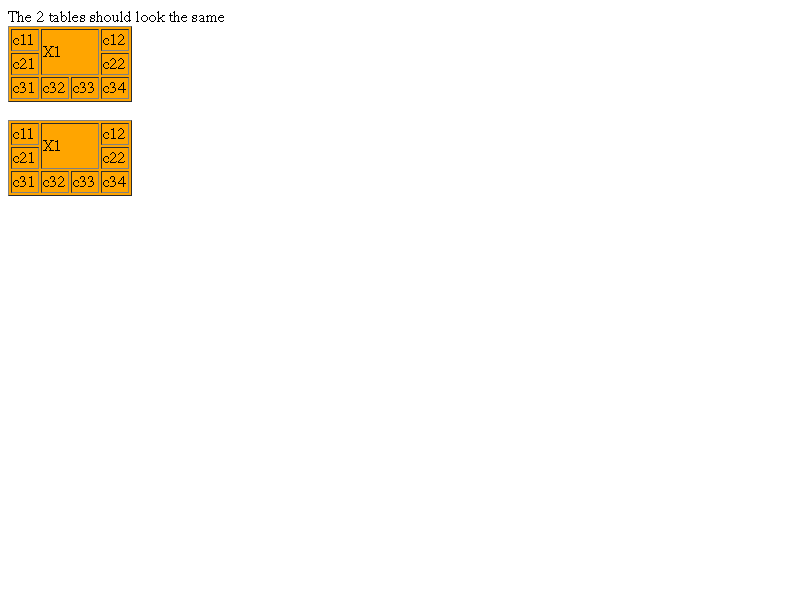 The 2 tables should look the same
c11 X1 c12
c21 c22
c31 c32 c33 c34
c11 X1 c12
c21 c22
c31 c32 c33 c34